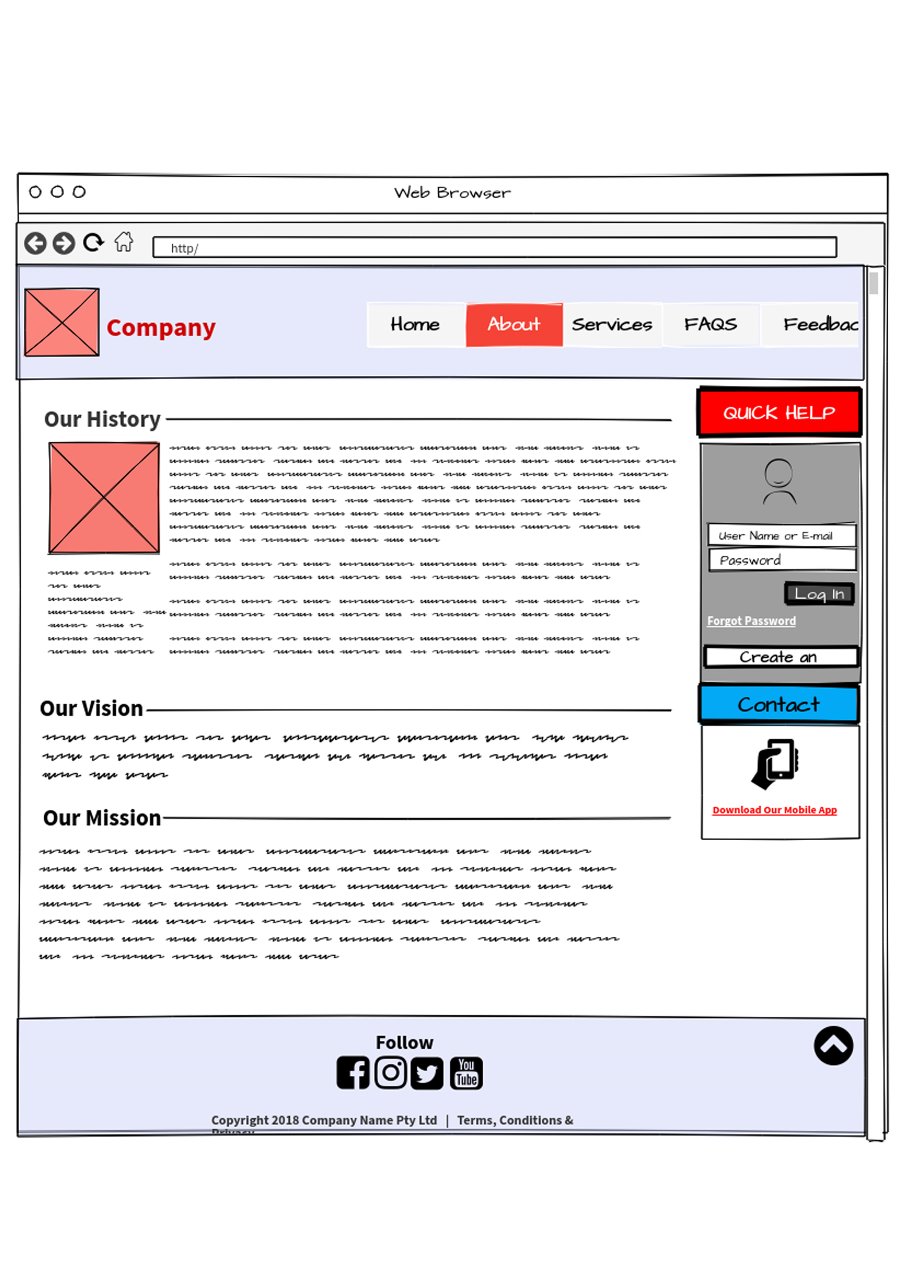 Web Browser
http/
Company
Home About Services FAQS Feedbac
Our History
QUICK HELP
User Name or E-mail
Password
Log In
Forgot Password
Create an
Our Vision
Contact
Download Our Mobile App
Our Mission
Follow
You
Tube
Copyright 2018 Company Name Pty Ltd | Terms, Conditions &
Privacy